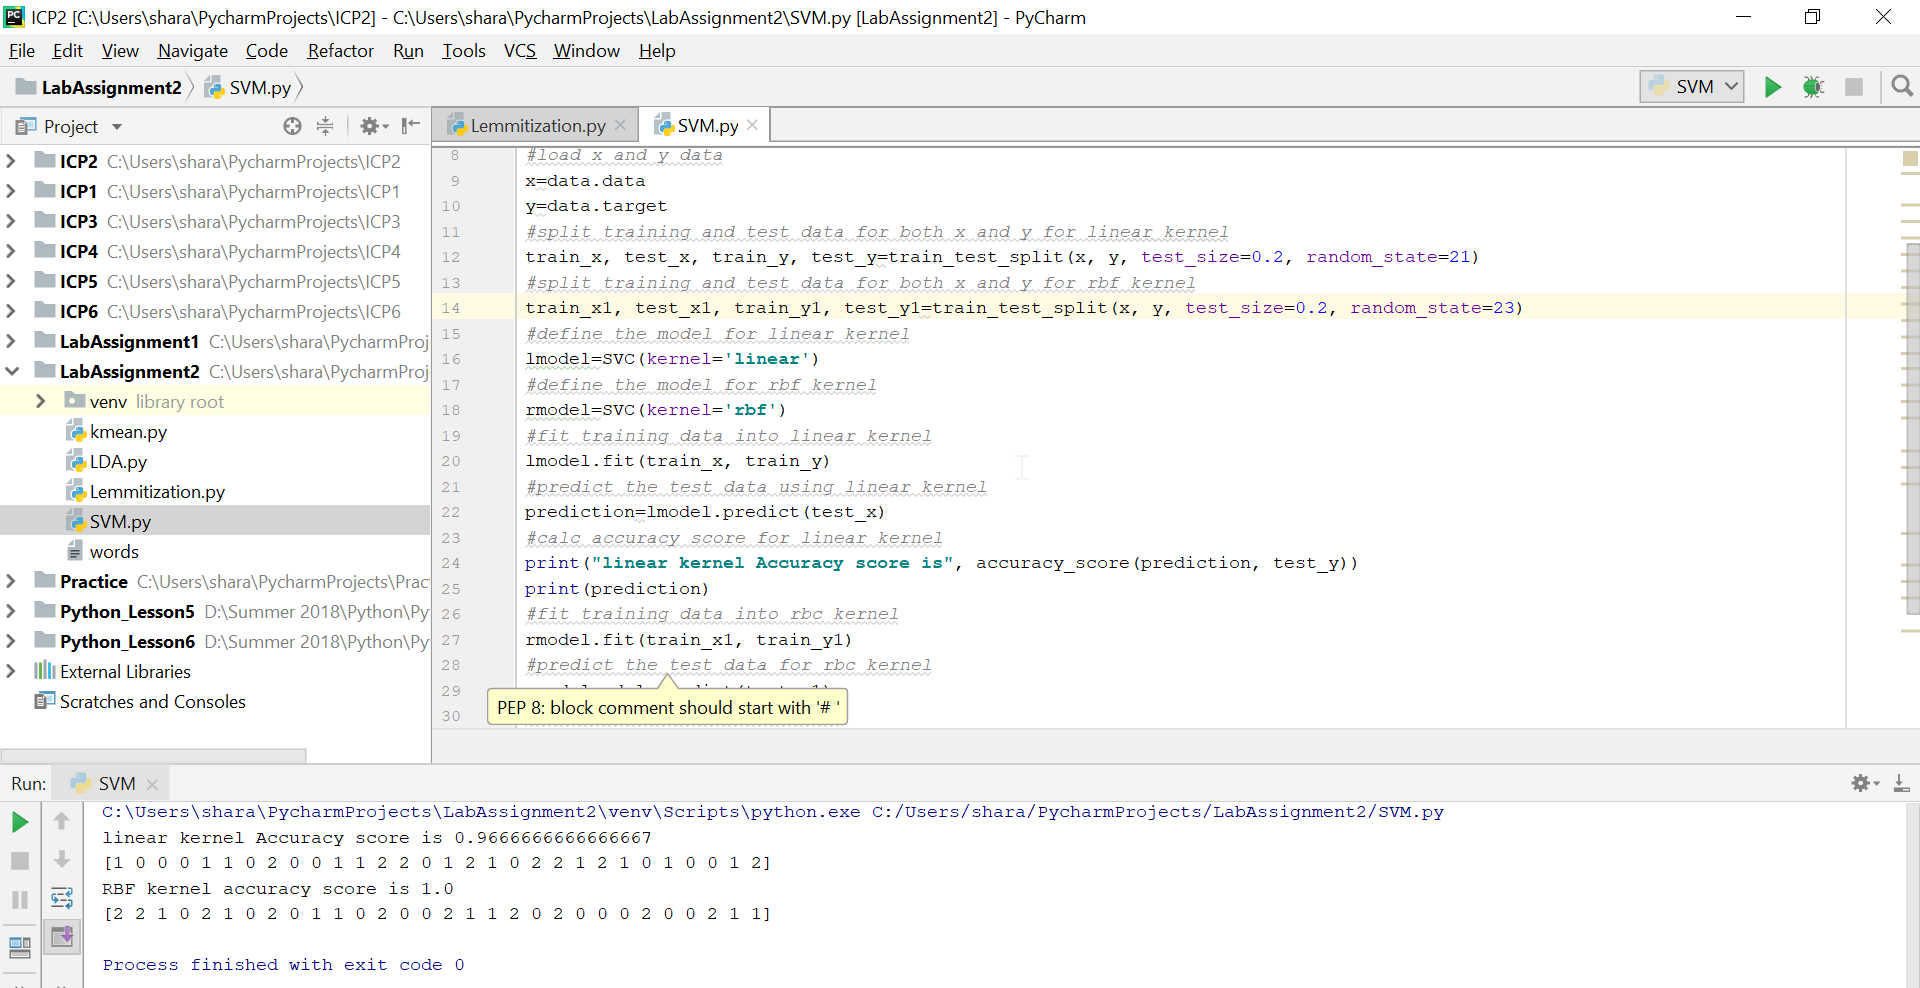 ICP2 [C:\Users\shara\PycharmProjects\ICP2] - C:\Users\shara\PycharmProjects\LabAssignment2\SVM.py [LabAssignment2] - PyCharm
File Edit View Navigate Code Refactor Run Tools VCS Window Help
LabAssignment2 SVM.py SVM
Project
Lemmitization.py SVM.py
ICP2 C:\Users\shara\PycharmProjects\ICP2
ICP1 C:\Users\shara\PycharmProjects\ICP1
ICP3 C:\Users\shara\PycharmProjects\ICP3
ICP4 C:\Users\shara\PycharmProjects\ICP4
ICP5 C:\Users\shara\PycharmProjects\ICP5
ICP6 C:\Users\shara\PycharmProjects\ICP6
LabAssignment1 C:\Users\shara\PycharmProj
LabAssignment2 C:\Users\shara\PycharmProj
venv library root
kmean.py
LDA.py
Lemmitization.py
SVM.py
words
Practice C:\Users\shara\PycharmProjects\Prac
Python_Lesson5 D:\Summer 2018\Python\Py
Python_Lesson6 D:\Summer 2018\Python\Py
External Libraries
Scratches and Consoles
8 #load x and y data
9 x=data.data
10 y=data.target
11 #split training and test data for both x and y for linear kernel
12 train_x, test_x, train_y, test_y=train_test_split(x, y, test_size=0.2, random_state=21)
13 #split training and test data for both x and y for rbf kernel
14 train_x1, test_x1, train_y1, test_y1=train_test_split(x, y, test_size=0.2, random_state=23)
15 #define the model for linear kernel
16 lmodel=SVC(kernel='linear')
17 #define the model for rbf kernel
18 rmodel=SVC(kernel='rbf')
19 #fit training data into linear kernel
20 lmodel.fit(train_x, train_y)
21 #predict the test data using linear kernel
22 prediction=lmodel.predict(test_x)
23 #calc accuracy score for linear kernel
24 print("linear kernel Accuracy score is", accuracy_score(prediction, test_y))
25 print(prediction)
26 #fit training data into rbc kernel
27 rmodel.fit(train_x1, train_y1)
28 #predict the test data for rbc kernel
29
30
PEP 8: block comment should start with '# '
Run: SVM
C:\Users\shara\PycharmProjects\LabAssignment2\venv\Scripts\python.exe C:/Users/shara/PycharmProjects/LabAssignment2/SVM.py
linear kernel Accuracy score is 0.9666666666666667
[1 0 0 0 1 1 0 2 0 0 1 1 2 2 0 1 2 1 0 2 2 1 2 1 0 1 0 0 1 2]
RBF kernel accuracy score is 1.0
[2 2 1 0 2 1 0 2 0 1 1 0 2 0 0 2 1 1 2 0 2 0 0 0 2 0 0 2 1 1]
Process finished with exit code 0